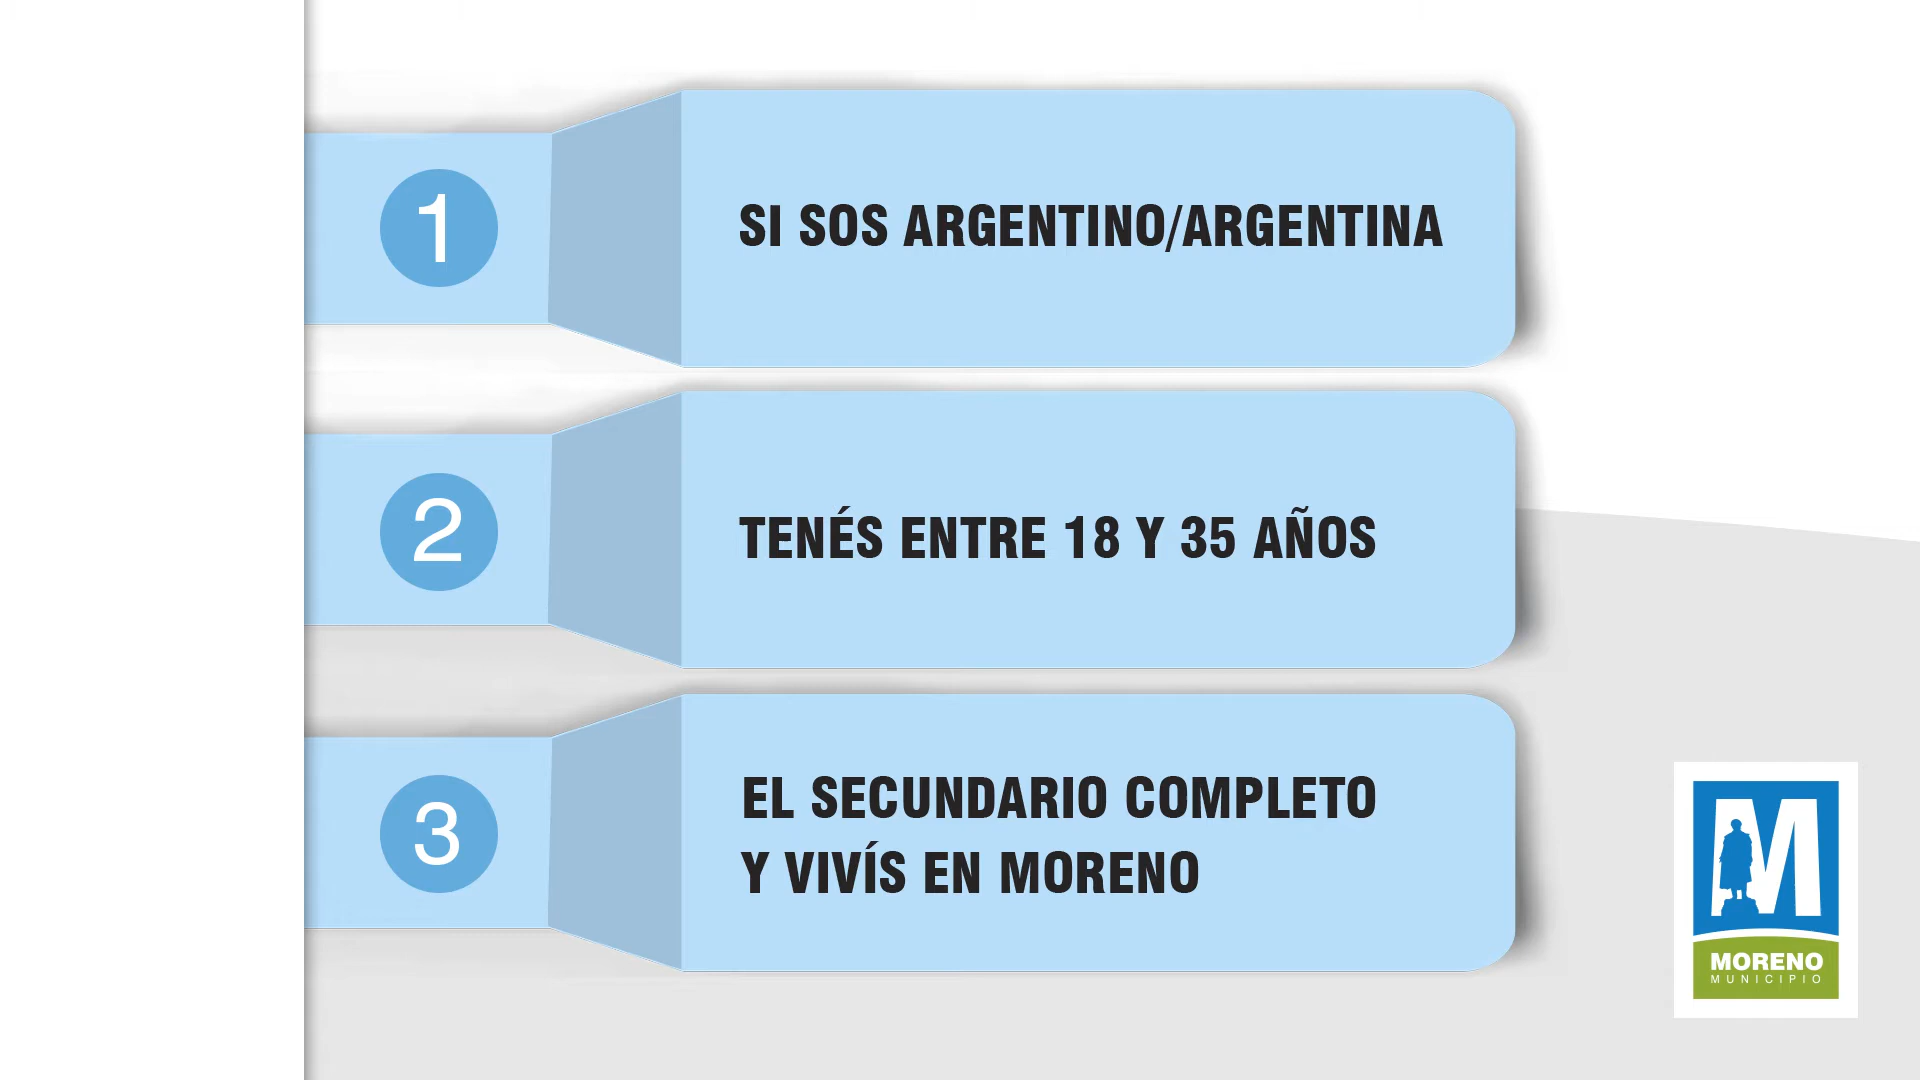 1
SI SOS ARGENTINO/ARGENTINA
2
TENÉS ENTRE 18 Y 35 AÑOS
3
EL SECUNDARIO COMPLETO
Y VIVÍS EN MORENO
M
MORENO
MUNICIPIO